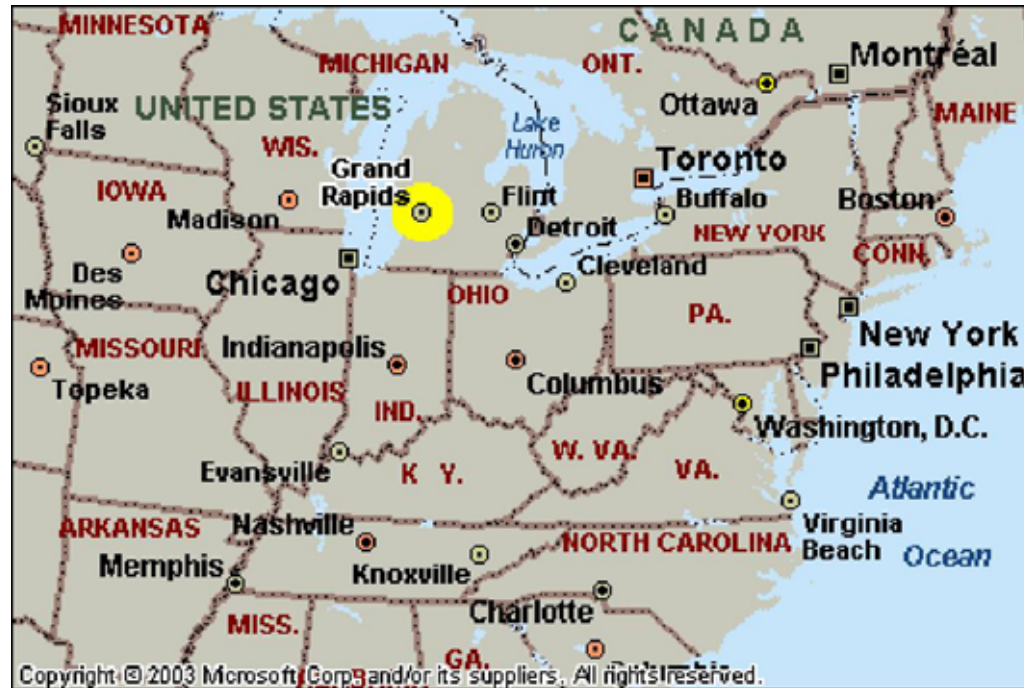 MINNESOTA
CANADA
MICHIGAN
ONT.
Montréal
Ottawa
MAINE
Sioux
Falls
UNITED STATES
Lake
Huron
WIS.
Toronto
Grand
Rapids
IOWA
Flint
Buffalo
Boston
Madison
Detroit
NEW YORK
CONN.
Des
Moines
Chicago
Cleveland
OHIO
PA.
New York
MISSOURI
Indianapolis
Philadelphia
Topeka
ILLINOIS
Columbus
IND.
Washington, D.C.
Evansville
K Y.
W. VA.
VA.
Atlantic
Ocean
ARKANSAS
Nashville
NORTH CAROLINA
Virginia
Beach
Memphis
Knoxville
Charlotte
MISS.
GA.
Copyright © 2003 Microsoft Corp. and/or its suppliers. All rights reserved.